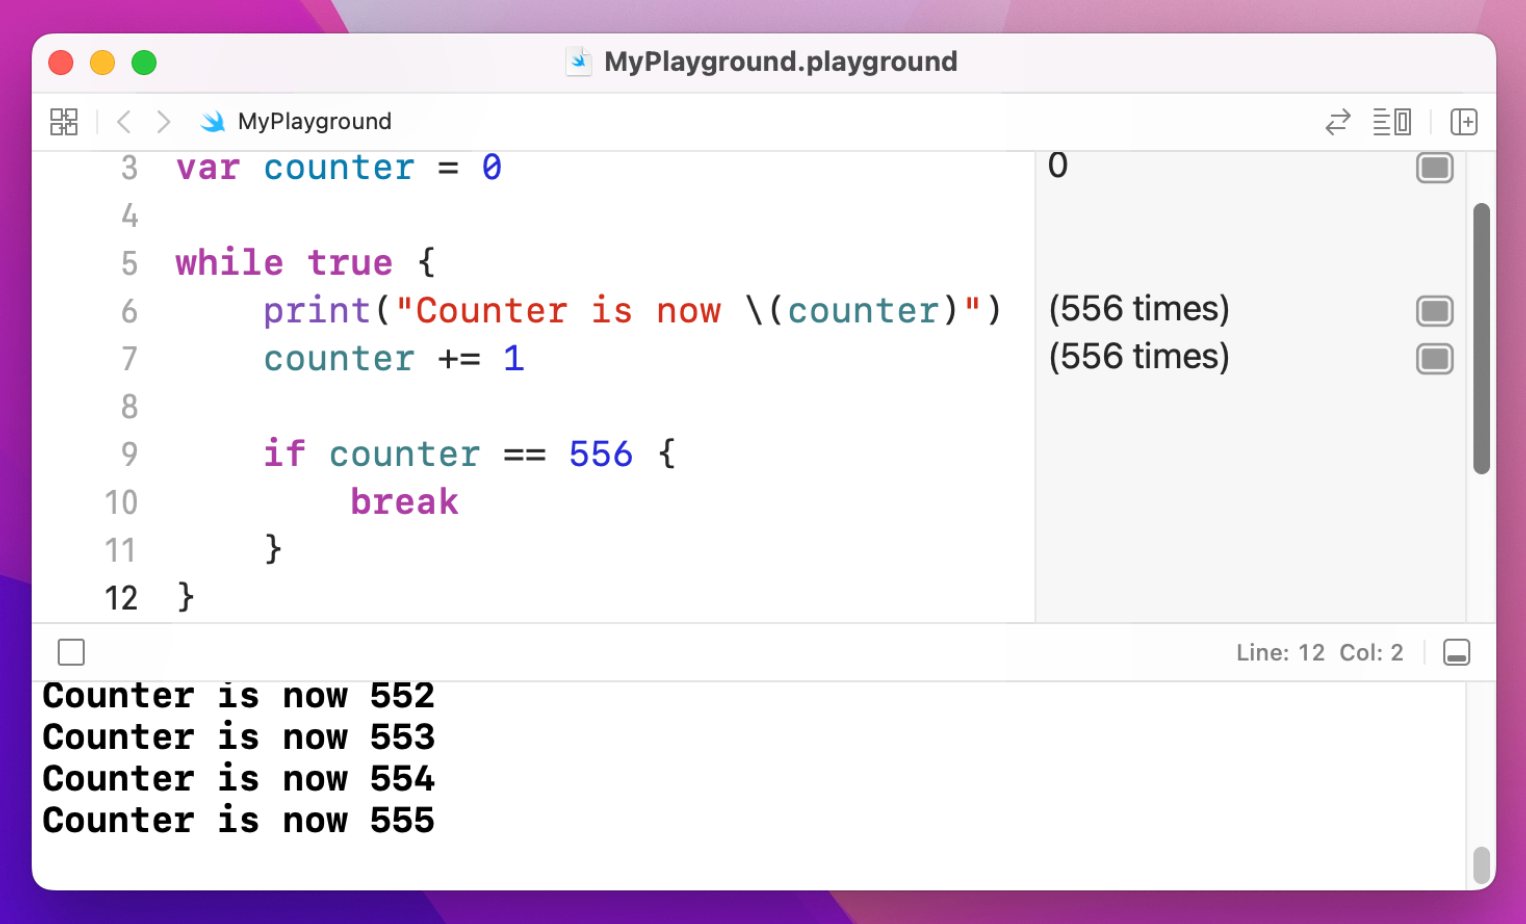 MyPlayground.playground
MyPlayground
3 var counter = 0 0
4
5 while true {
6 print("Counter is now \(counter)") (556 times)
7 counter += 1 (556 times)
8
9 if counter == 556 {
10 break
11 }
12 }
Line: 12 Col: 2
Counter is now 552
Counter is now 553
Counter is now 554
Counter is now 555